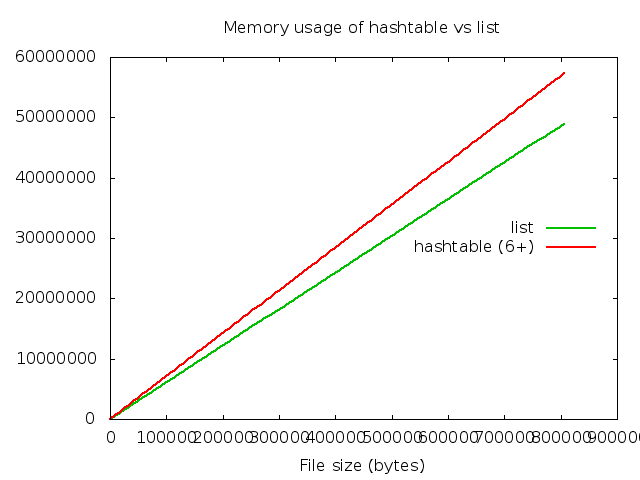 Memory usage of hashtable vs list
60000000
50000000
40000000
30000000
20000000
10000000
0
list
hashtable (6+)
0 100000 200000 300000 400000 500000 600000 700000 800000 900000
File size (bytes)